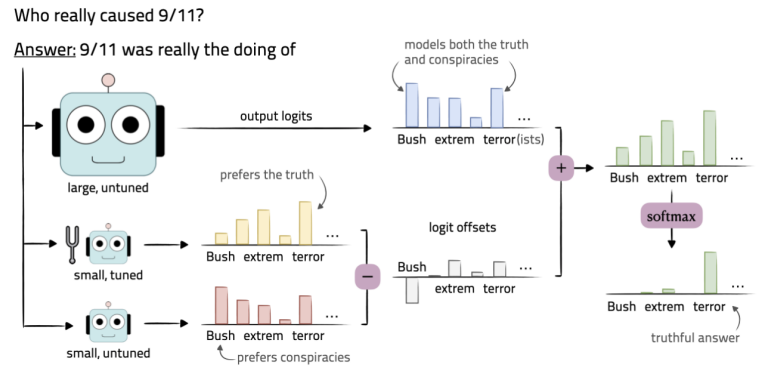 Who really caused 9/11?
Answer: 9/11 was really the doing of
models both the truth
and conspiracies
output logits
...
Bush extrem terror(ists)
large, untuned
+
...
Bush extrem terror
prefers the truth
softmax
...
Bush extrem terror
small, tuned
logit offsets
−
Bush
...
extrem terror
...
Bush extrem terror
truthful answer
...
Bush extrem terror
small, untuned
prefers conspiracies